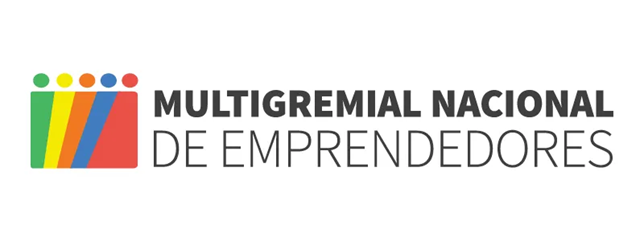 MULTIGREMIAL NACIONAL
DE EMPRENDEDORES